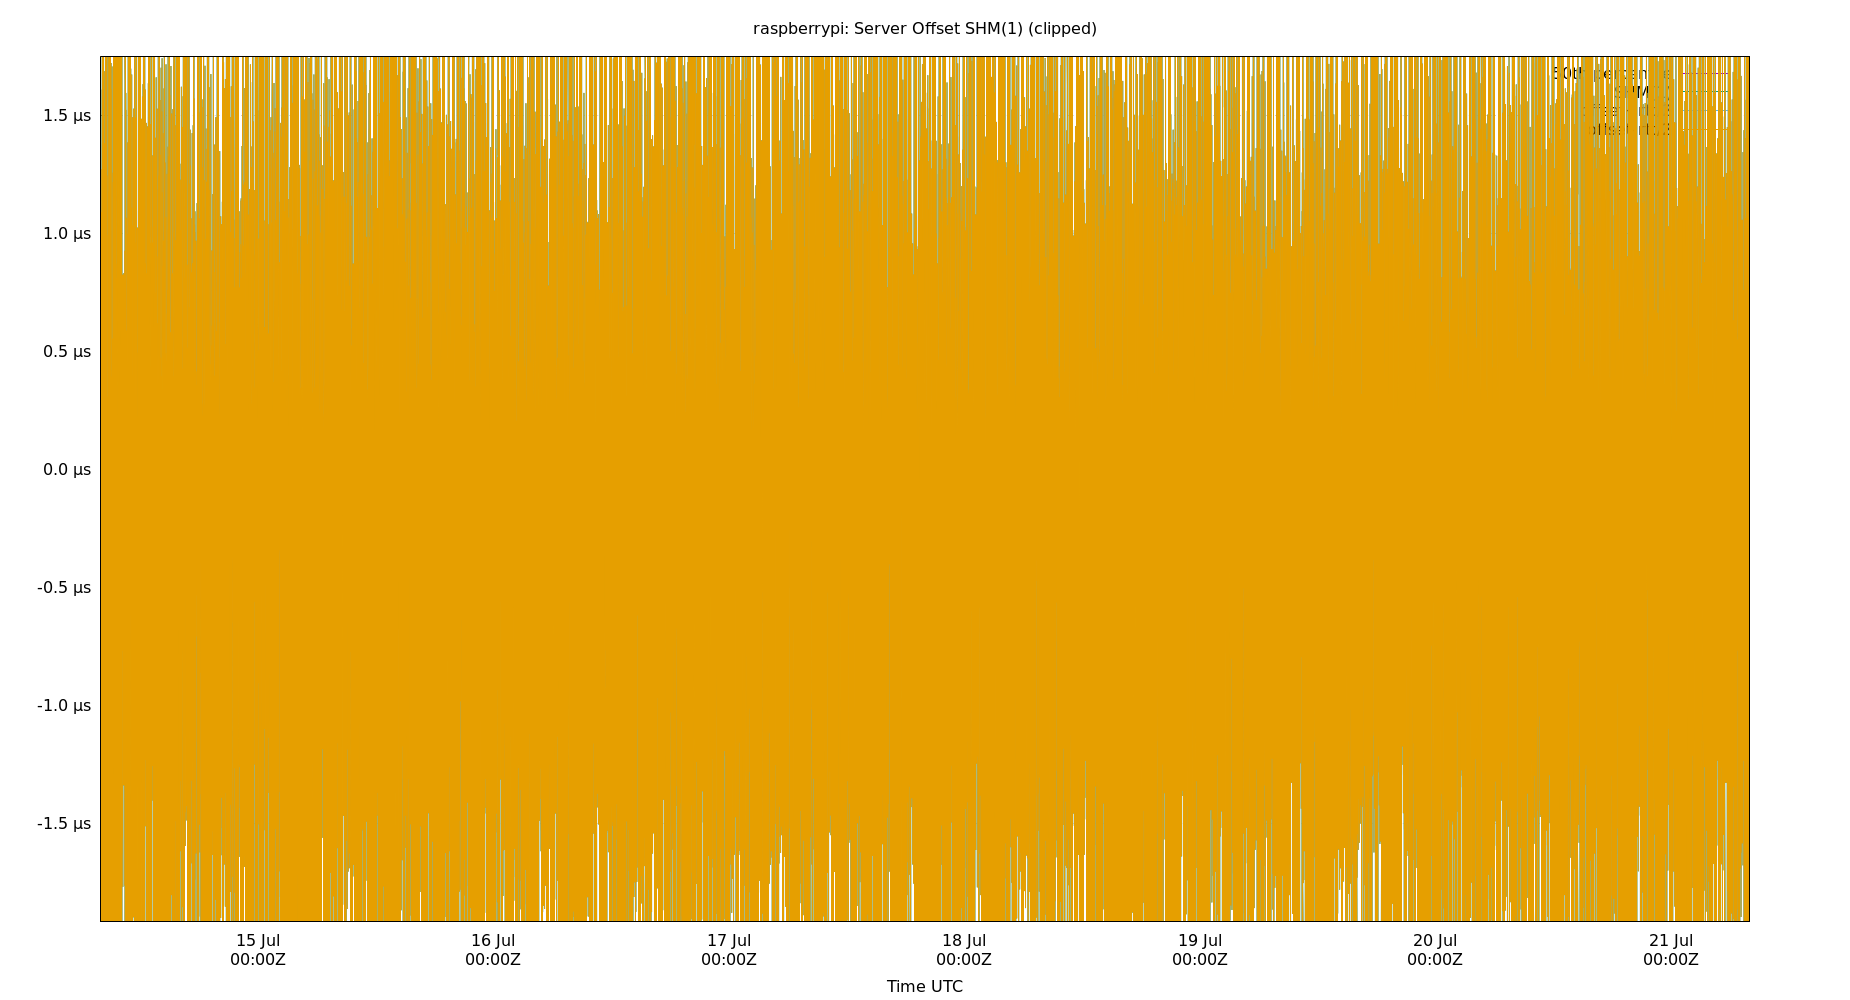 raspberrypi: Server Offset SHM(1) (clipped)
1.5 µs
1.0 µs
0.5 µs
0.0 µs
-0.5 µs
-1.0 µs
-1.5 µs
15 Jul 16 Jul 17 Jul 18 Jul 19 Jul 20 Jul 21 Jul
00:00Z 00:00Z 00:00Z 00:00Z 00:00Z 00:00Z 00:00Z
Time UTC